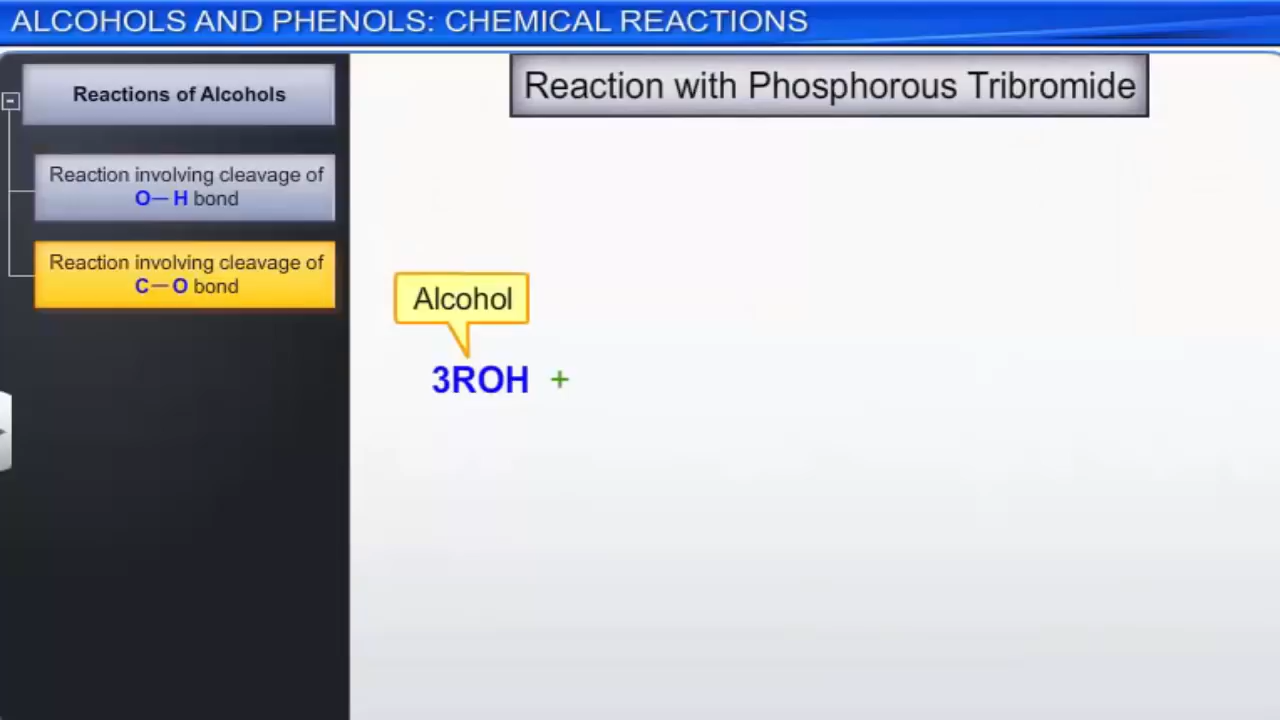 ALCOHOLS AND PHENOLS: CHEMICAL REACTIONS
Reactions of Alcohols
Reaction involving cleavage of
O—H bond
Reaction involving cleavage of
C—O bond
Reaction with Phosphorous Tribromide
Alcohol
3ROH +